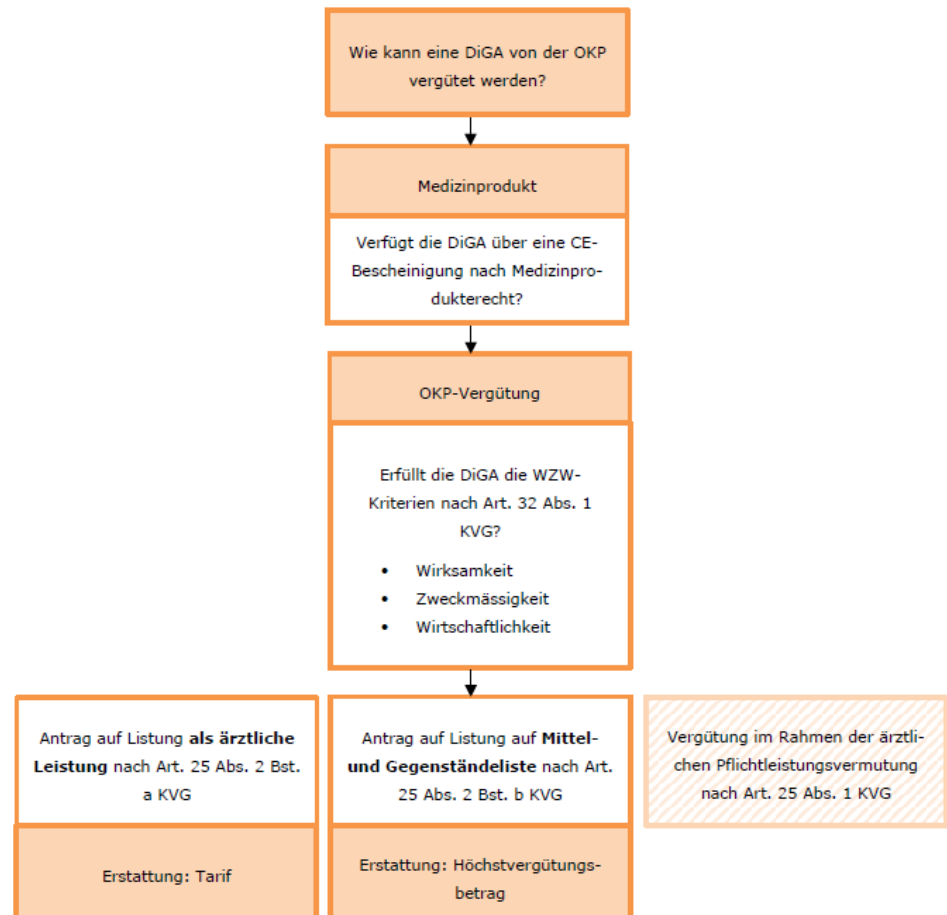 Wie kann eine DiGA von der OKP
vergütet werden?
Medizinprodukt
Verfügt die DiGA über eine CE-
Bescheinigung nach Medizinpro-
dukterecht?
OKP-Vergütung
Erfüllt die DiGA die WZW-
Kriterien nach Art. 32 Abs. 1
KVG?
• Wirksamkeit
• Zweckmässigkeit
• Wirtschaftlichkeit
Antrag auf Listung als ärztliche
Leistung nach Art. 25 Abs. 2 Bst.
a KVG
Erstattung: Tarif
Antrag auf Listung auf Mittel-
und Gegenständeliste nach Art.
25 Abs. 2 Bst. b KVG
Erstattung: Höchstvergütungs-
betrag
Vergütung im Rahmen der ärztli-
chen Pflichtleistungsvermutung
nach Art. 25 Abs. 1 KVG